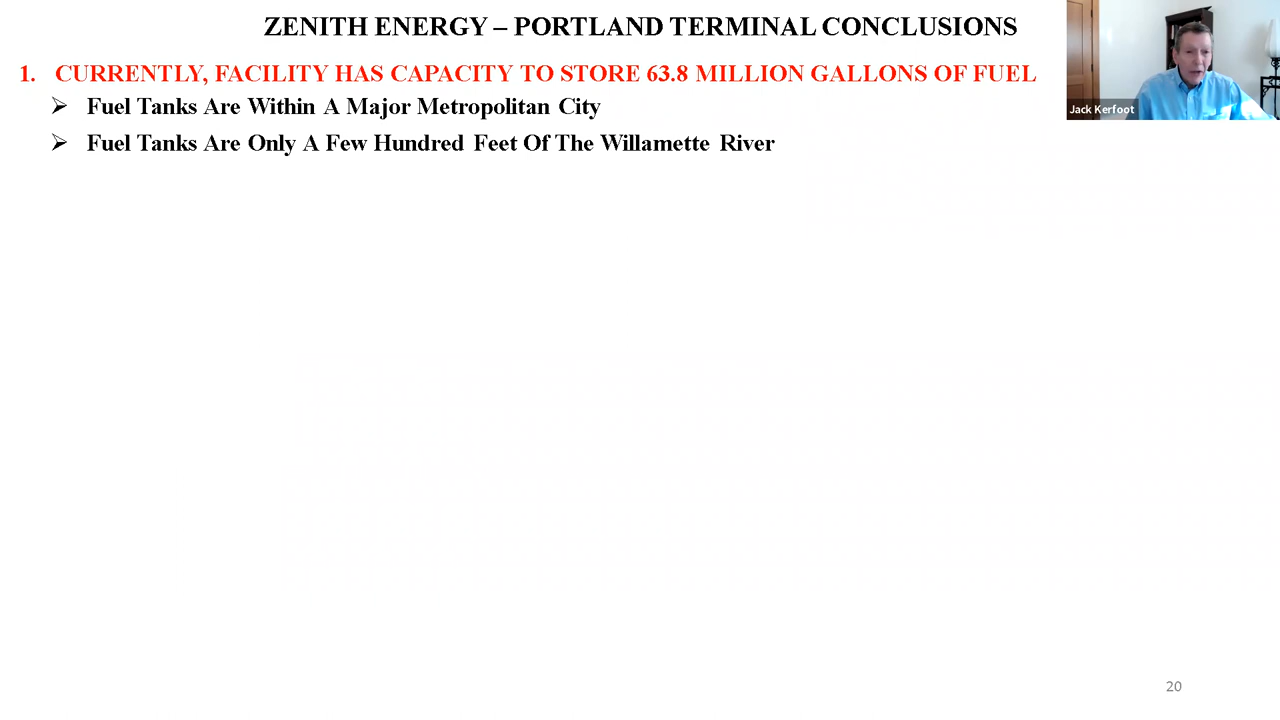 ZENITH ENERGY – PORTLAND TERMINAL CONCLUSIONS
1. CURRENTLY, FACILITY HAS CAPACITY TO STORE 63.8 MILLION GALLONS OF FUEL
➢ Fuel Tanks Are Within A Major Metropolitan City
➢ Fuel Tanks Are Only A Few Hundred Feet Of The Willamette River
Jack Kerfoot
20